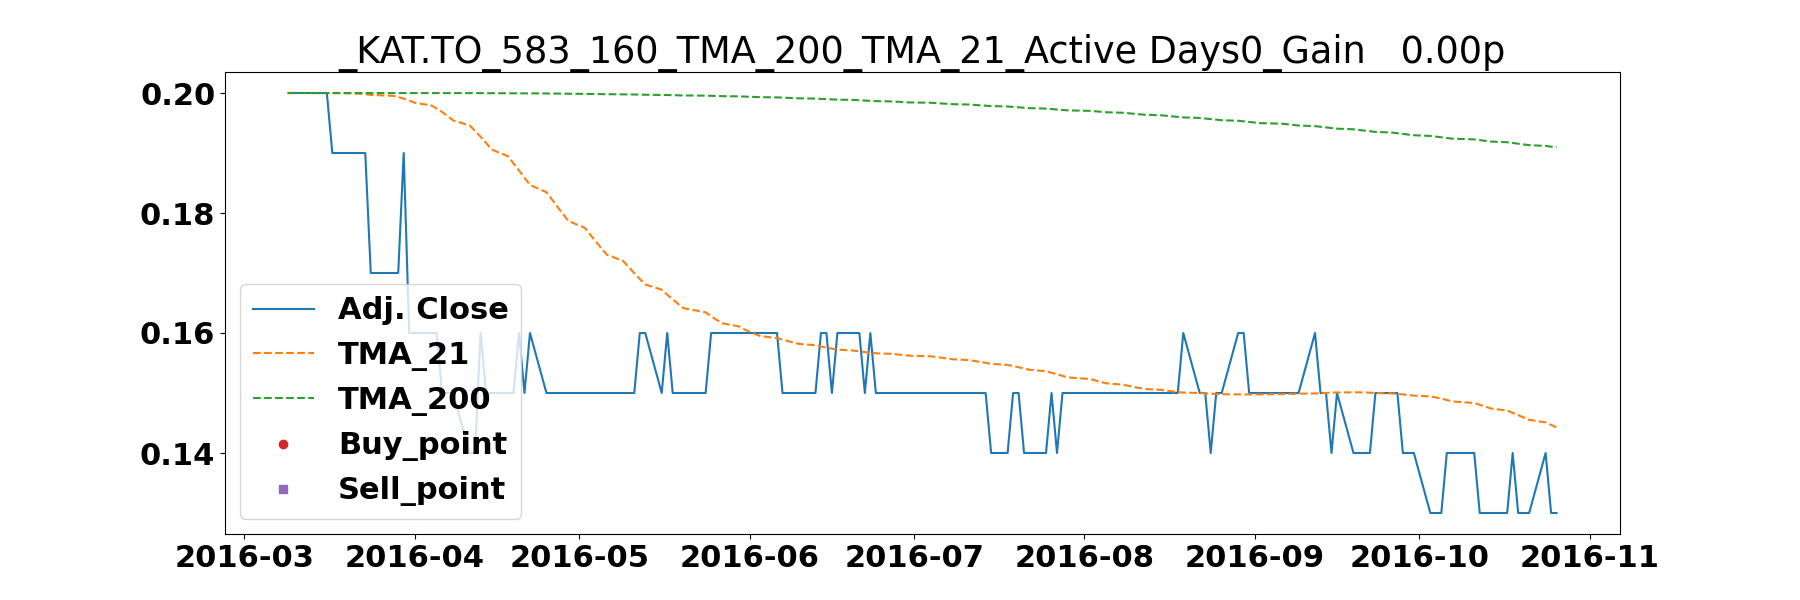 _KAT.TO_583_160_TMA_200_TMA_21_Active Days0_Gain   0.00p
0.20
0.18
0.16
0.14
Adj. Close
TMA_21
TMA_200
Buy_point
Sell_point
2016-03 2016-04 2016-05 2016-06 2016-07 2016-08 2016-09 2016-10 2016-11